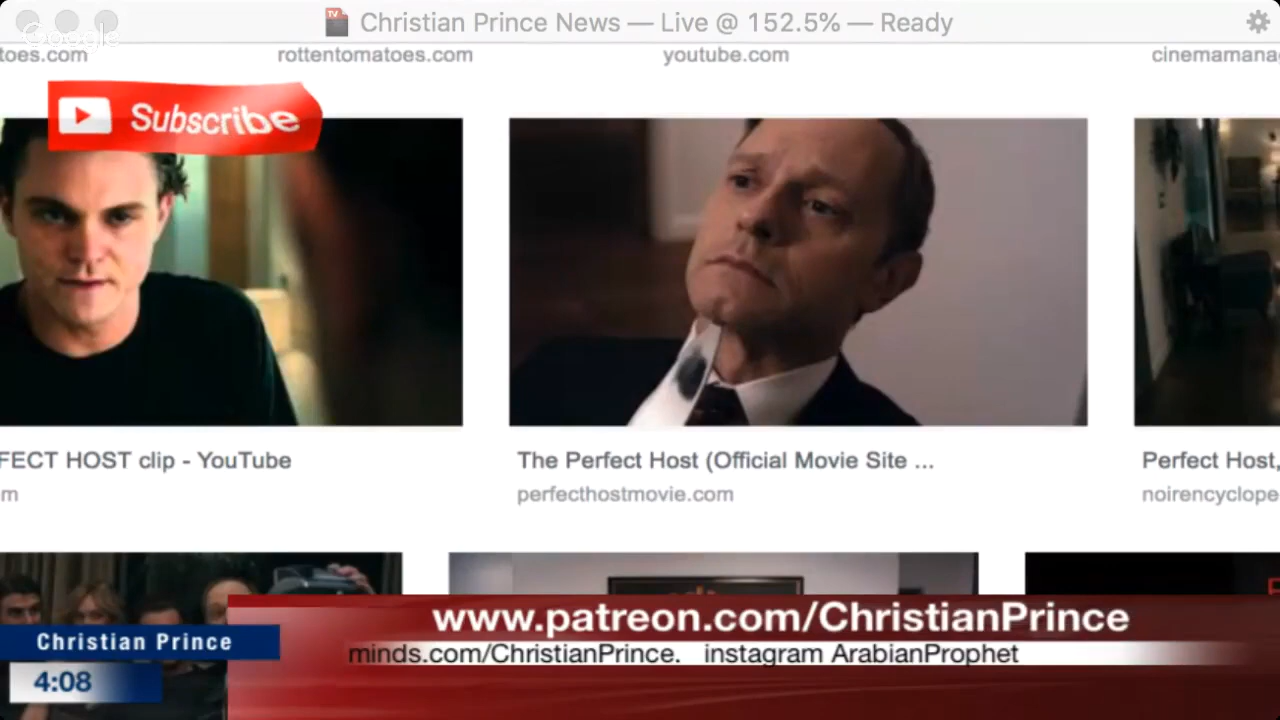 Christian Prince News — Live @ 152.5% — Ready
Google
toes.com
rottentomatoes.com
youtube.com
cinemamana
Subscribe
FECT HOST clip - YouTube
m
The Perfect Host (Official Movie Site ...
perfecthostmovie.com
Perfect Host,
noirencyclope
www.patreon.com/ChristianPrince
Christian Prince
minds.com/ChristianPrince. instagram ArabianProphet
4:08